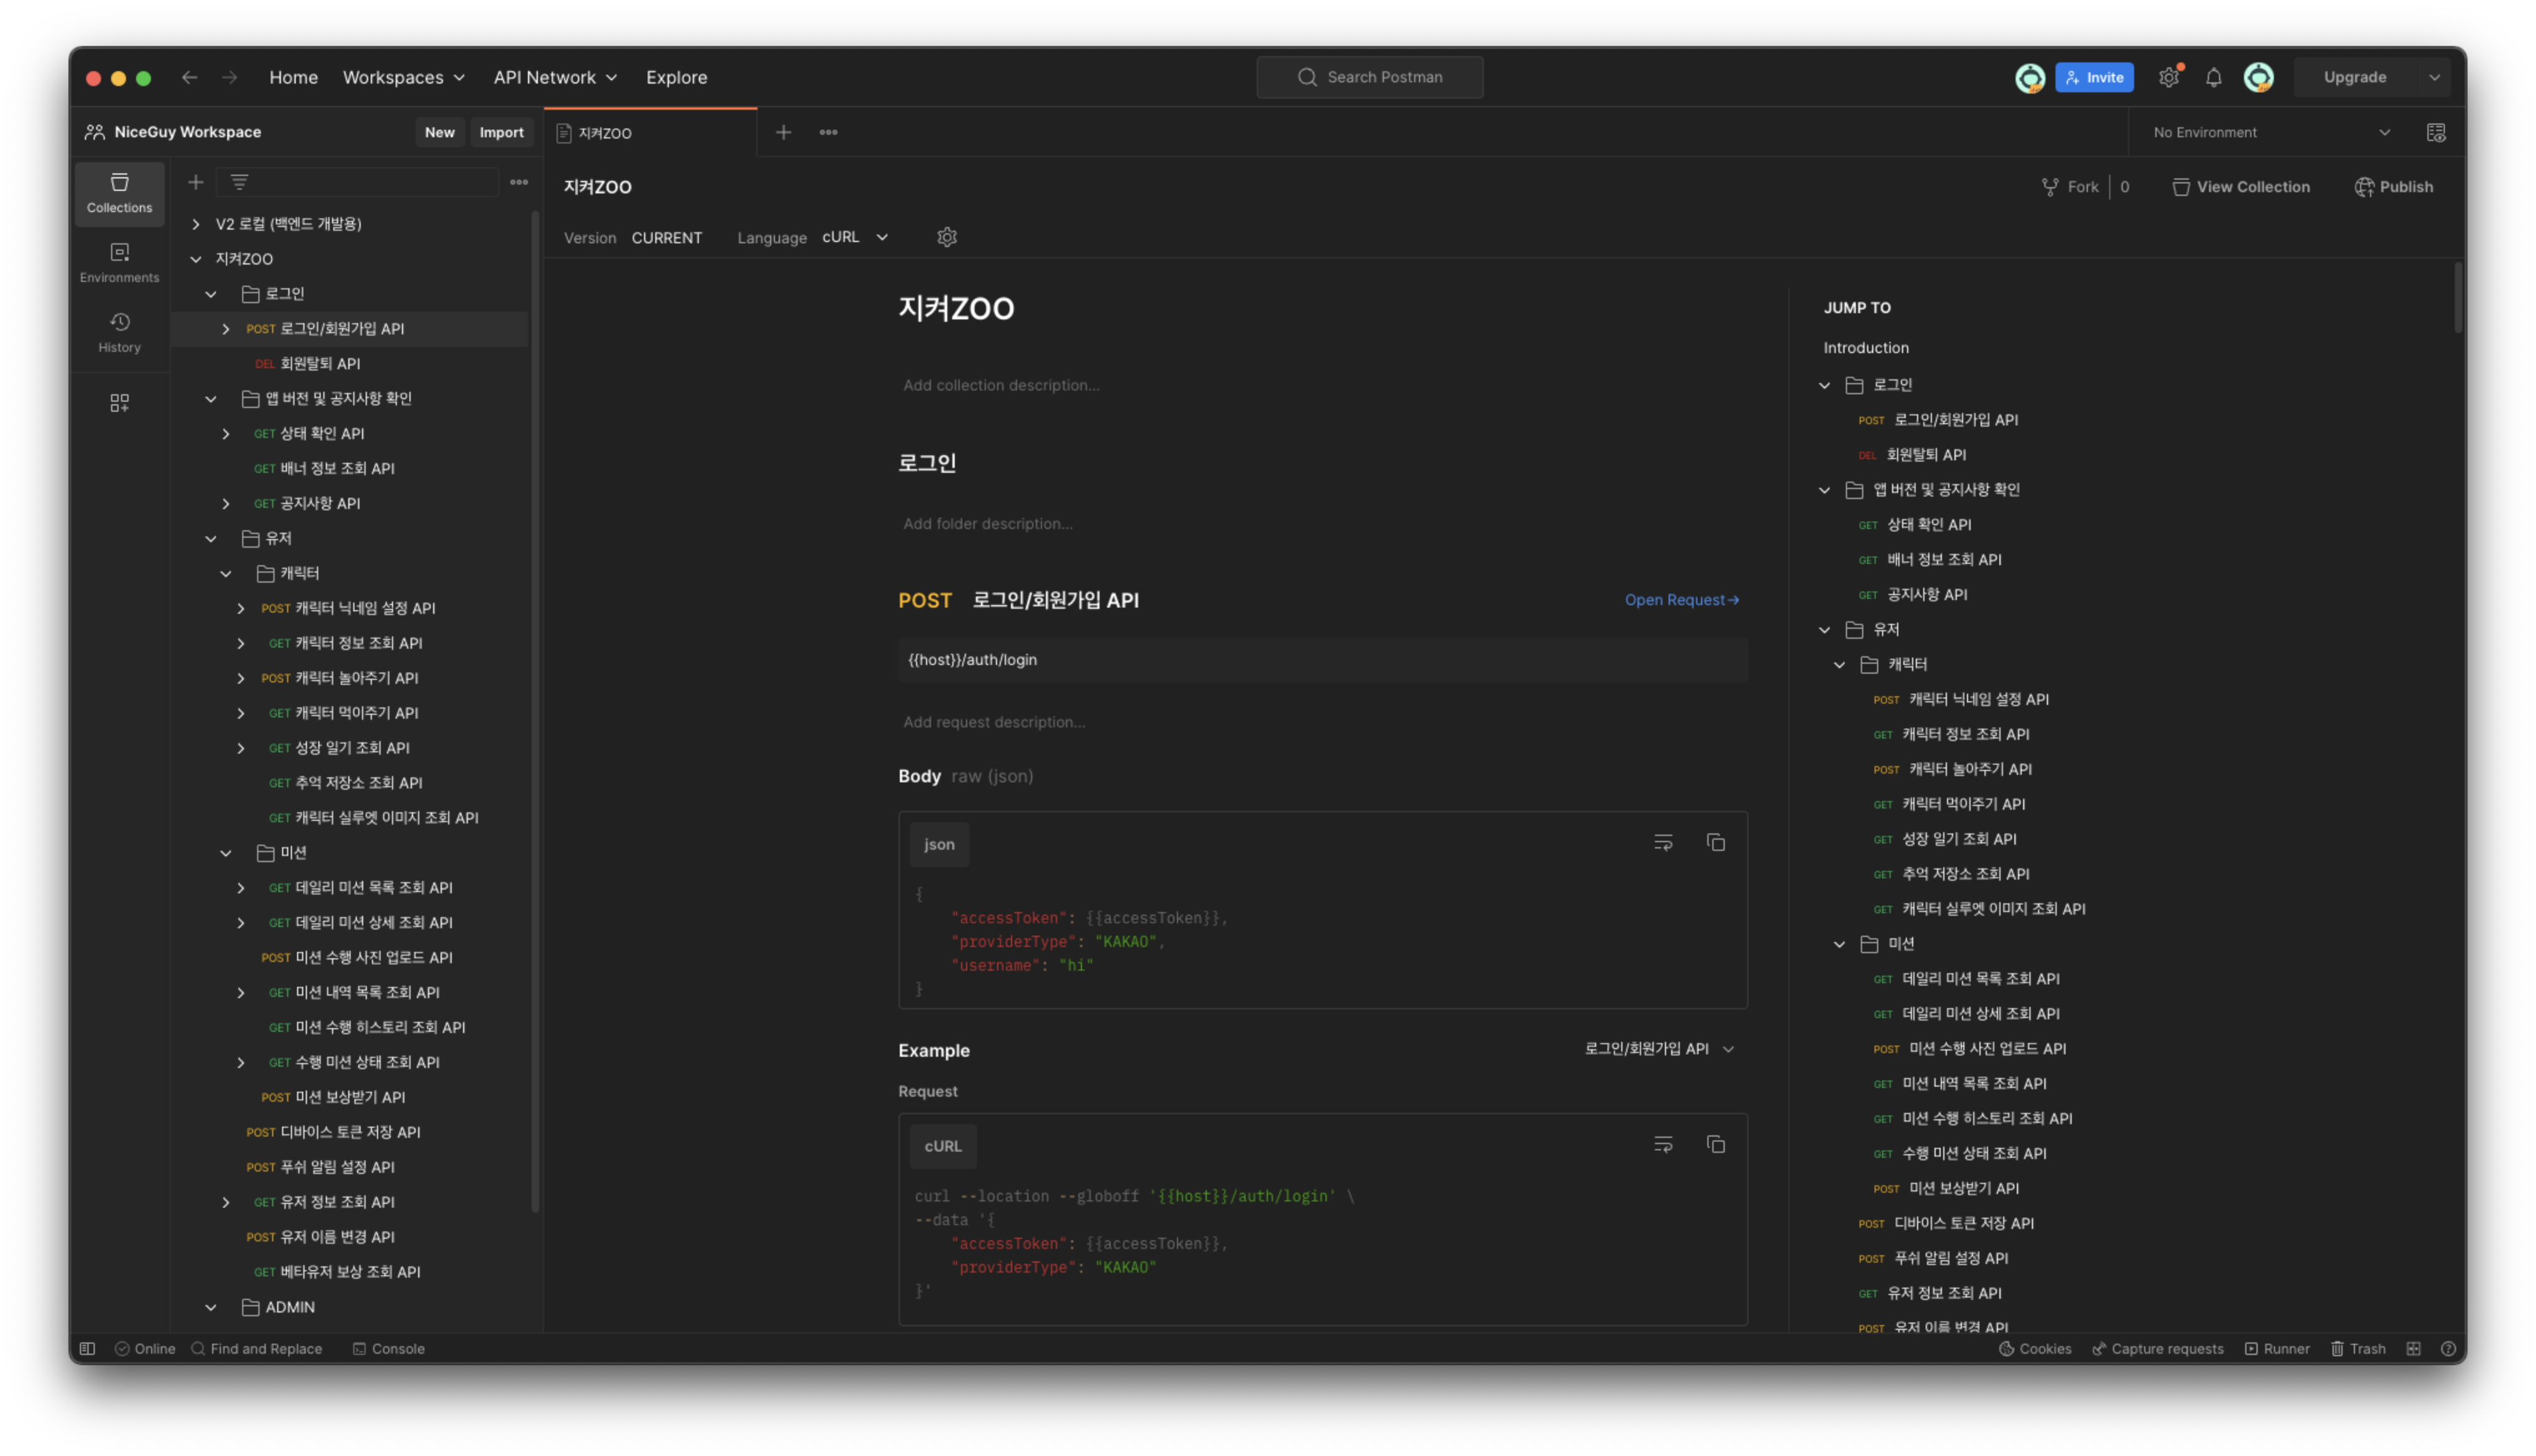 Home Workspaces API Network Explore
Search Postman
Invite
Upgrade
NiceGuy Workspace
New
Import
지켜ZOO
No Environment
Collections
Environments
History
V2 로컬 (백엔드 개발용)
지켜ZOO
로그인
POST 로그인/회원가입 API
DEL 회원탈퇴 API
앱 버전 및 공지사항 확인
GET 상태 확인 API
GET 배너 정보 조회 API
GET 공지사항 API
유저
캐릭터
POST 캐릭터 닉네임 설정 API
GET 캐릭터 정보 조회 API
POST 캐릭터 놀아주기 API
GET 캐릭터 먹이주기 API
GET 성장 일기 조회 API
GET 추억 저장소 조회 API
GET 캐릭터 실루엣 이미지 조회 API
미션
GET 데일리 미션 목록 조회 API
GET 데일리 미션 상세 조회 API
POST 미션 수행 사진 업로드 API
GET 미션 내역 목록 조회 API
GET 미션 수행 히스토리 조회 API
GET 수행 미션 상태 조회 API
POST 미션 보상받기 API
POST 디바이스 토큰 저장 API
POST 푸쉬 알림 설정 API
GET 유저 정보 조회 API
POST 유저 이름 변경 API
GET 베타유저 보상 조회 API
ADMIN
지켜ZOO
Fork 0
View Collection
Publish
Version CURRENT Language cURL
지켜ZOO
Add collection description...
로그인
Add folder description...
POST 로그인/회원가입 API
Open Request→
{{host}}/auth/login
Add request description...
Body raw (json)
json
{
"accessToken": {{accessToken}},
"providerType": "KAKAO",
"username": "hi"
}
Example
로그인/회원가입 API
Request
cURL
curl --location --globoff '{{host}}/auth/login' \
--data '{
"accessToken": {{accessToken}},
"providerType": "KAKAO"
}'
JUMP TO
Introduction
로그인
POST 로그인/회원가입 API
DEL 회원탈퇴 API
앱 버전 및 공지사항 확인
GET 상태 확인 API
GET 배너 정보 조회 API
GET 공지사항 API
유저
캐릭터
POST 캐릭터 닉네임 설정 API
GET 캐릭터 정보 조회 API
POST 캐릭터 놀아주기 API
GET 캐릭터 먹이주기 API
GET 성장 일기 조회 API
GET 추억 저장소 조회 API
GET 캐릭터 실루엣 이미지 조회 API
미션
GET 데일리 미션 목록 조회 API
GET 데일리 미션 상세 조회 API
POST 미션 수행 사진 업로드 API
GET 미션 내역 목록 조회 API
GET 미션 수행 히스토리 조회 API
GET 수행 미션 상태 조회 API
POST 미션 보상받기 API
POST 디바이스 토큰 저장 API
POST 푸쉬 알림 설정 API
GET 유저 정보 조회 API
POST 유저 이름 변경 API
Online
Find and Replace
Console
Cookies
Capture requests
Runner
Trash